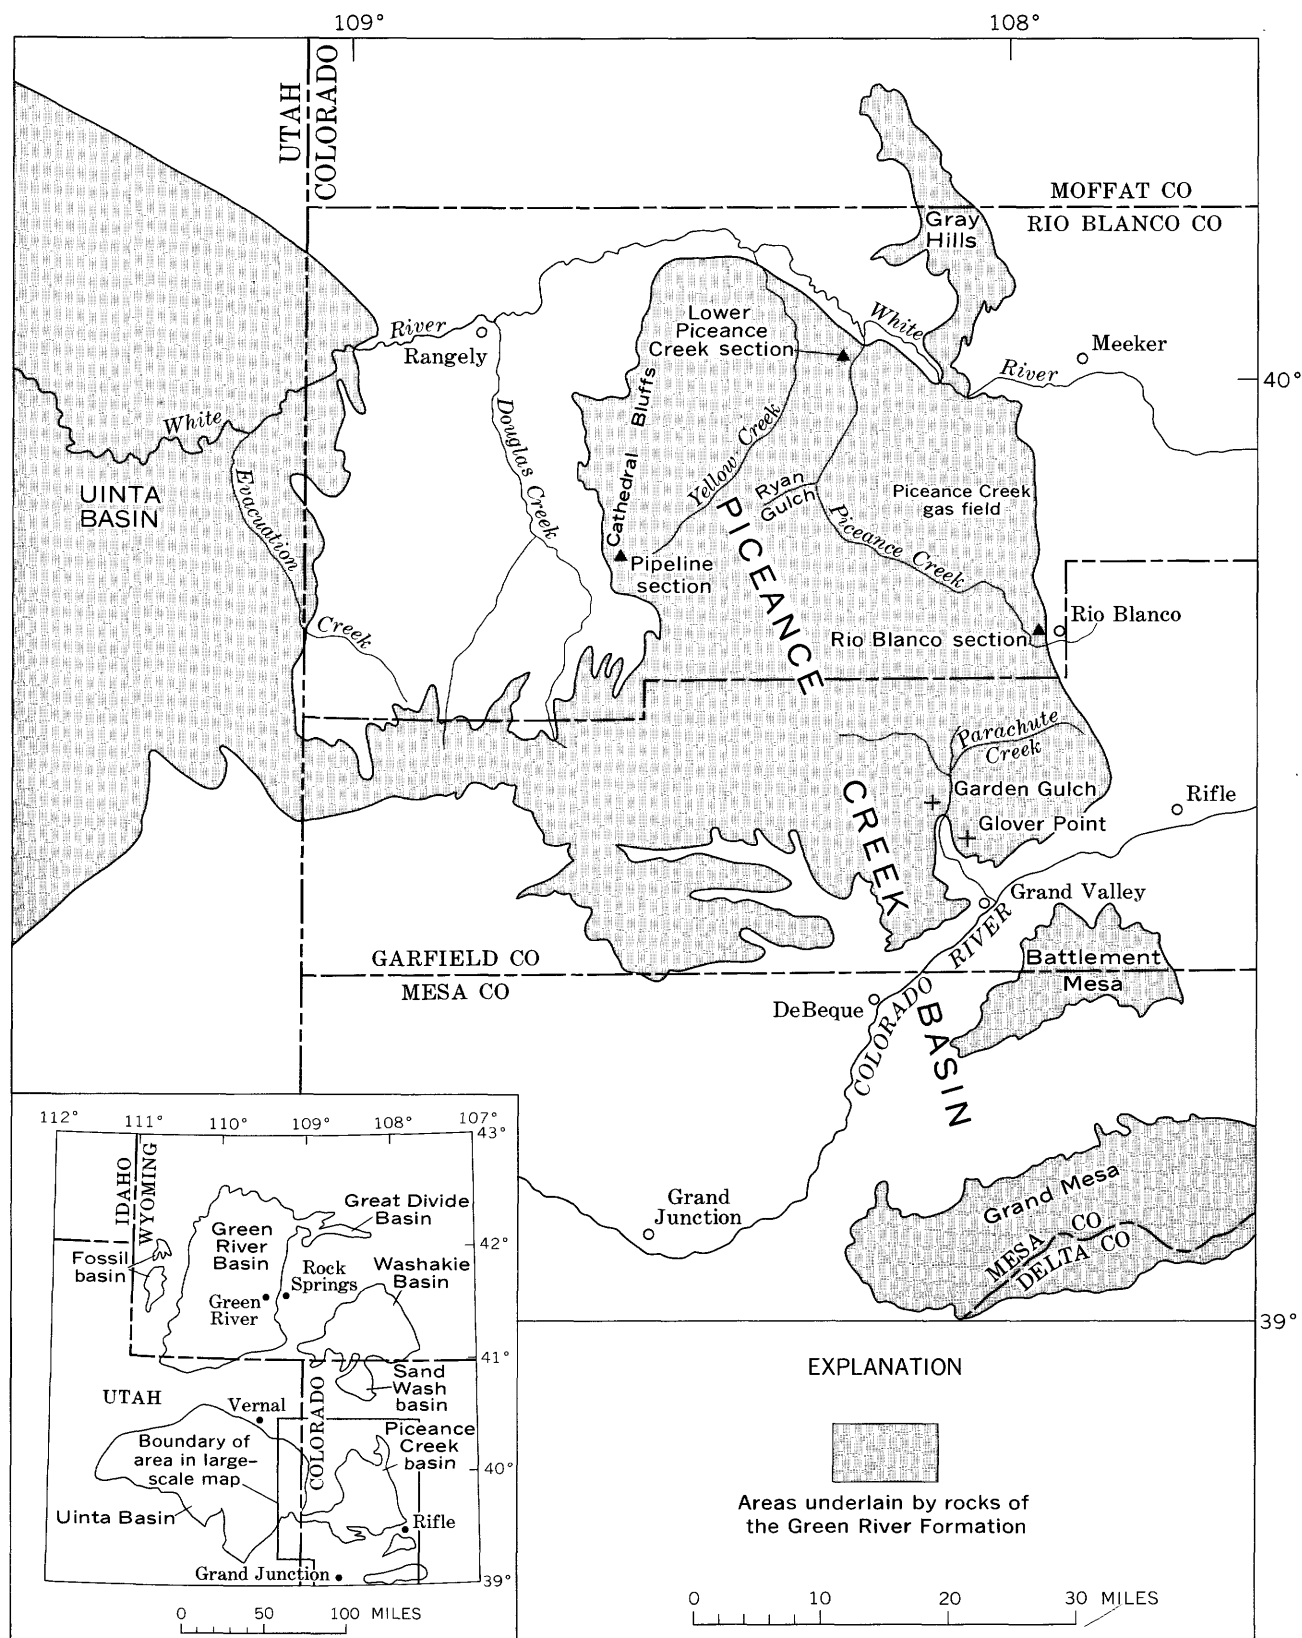 109°
108°
UTAH
COLORADO
MOFFAT CO
RIO BLANCO CO
Gray
Hills
Lower
Piceance
Creek section
White
River
Rangely
Meeker
River
40°
Cathedral Bluffs
Douglas Creek
Yellow Creek
Ryan
Gulch
Piceance Creek
gas field
White
UINTA
BASIN
Evacuation
Creek
Pipeline
section
Piceance Creek
Rio Blanco
Rio Blanco section
PICEANCE
CREEK
BASIN
Parachute
Creek
Garden Gulch
Rifle
Glover Point
Grand Valley
COLORADO RIVER
GARFIELD CO
MESA CO
Battlement
Mesa
DeBeque
Grand
Junction
Grand Mesa
MESA CO
DELTA CO
39°
112°
111°
110°
109°
108°
107°
43°
IDAHO
WYOMING
Great Divide
Basin
Green
River
Basin
42°
Fossil
basin
Rock
Springs
Washakie
Basin
Green
River
41°
Sand
Wash
basin
UTAH
COLORADO
Vernal
Boundary of
area in large-
scale map
Piceance
Creek
basin
40°
Uinta Basin
Rifle
Grand Junction
39°
0 50 100 MILES
EXPLANATION
Areas underlain by rocks of
the Green River Formation
0 10 20 30 MILES